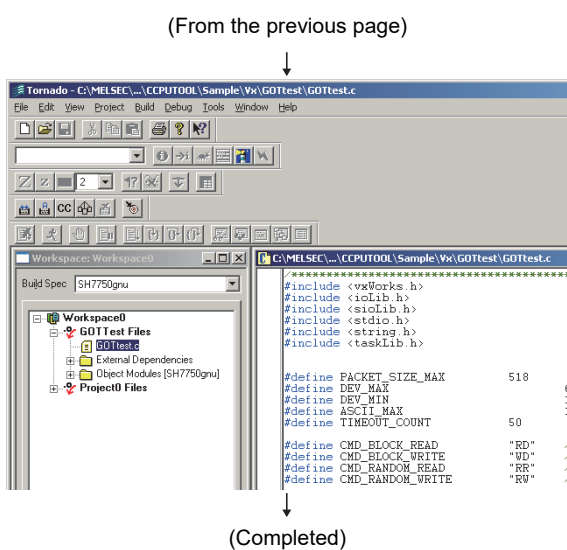 (From the previous page)
Tornado - C:\MELSEC\...\CCPUTOOL\Sample\Vx\GOTtest\GOTtest.c
File Edit View Project Build Debug Tools Window Help
2
CC
Workspace: Workspace0
C:\MELSEC\...\CCPUTOOL\Sample\Vx\GOTtest\GOTtest.c
Build Spec SH7750gnu
Workspace0
GOTTest Files
GOTtest.c
External Dependencies
Object Modules [SH7750gnu]
Project0 Files
#include <vxWorks.h>
#include <ioLib.h>
#include <sioLib.h>
#include <stdio.h>
#include <string.h>
#include <taskLib.h>
#define PACKET_SIZE_MAX 518
#define DEV_MAX
#define DEV_MIN
#define ASCII_MAX
#define TIMEOUT_COUNT 50
#define CMD_BLOCK_READ "RD"
#define CMD_BLOCK_WRITE "WD"
#define CMD_RANDOM_READ "RR"
#define CMD_RANDOM_WRITE "RW"
(Completed)